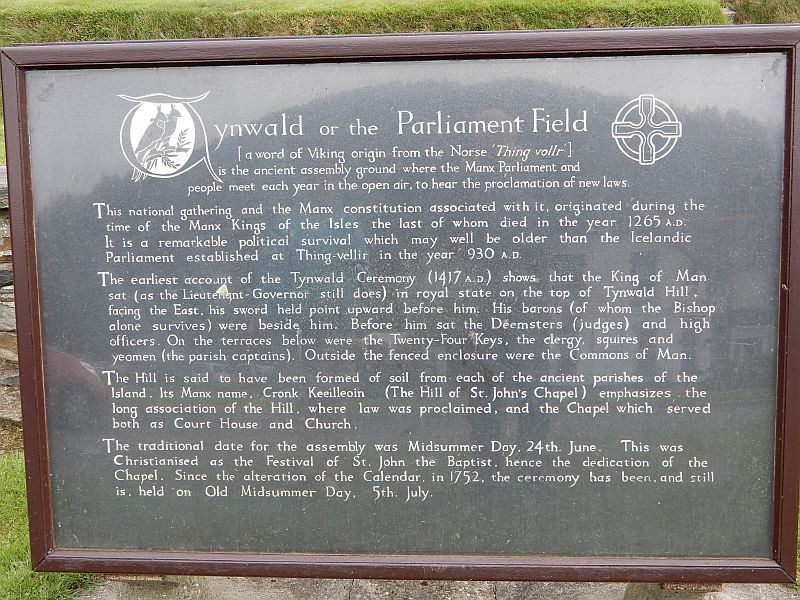 Tynwald or the Parliament Field
[a word of Viking origin from the Norse 'Thing vollr']
is the ancient assembly ground where the Manx Parliament and
people meet each year in the open air, to hear the proclamation of new laws.
This national gathering and the Manx constitution associated with it, originated during the
time of the Manx Kings of the Isles the last of whom died in the year 1265 A.D.
It is a remarkable political survival which may well be older than the Icelandic
Parliament established at Thing-vellir in the year 930 A.D.
The earliest account of the Tynwald Ceremony (1417 A.D.) shows that the King of Man
sat (as the Lieutenant-Governor still does) in royal state on the top of Tynwald Hill,
facing the East, his sword held point upward before him. His barons (of whom the Bishop
alone survives) were beside him. Before him sat the Deemsters (judges) and high
officers. On the terraces below were the Twenty-Four Keys, the clergy, squires and
yeomen (the parish captains). Outside the fenced enclosure were the Commons of Man.
The Hill is said to have been formed of soil from each of the ancient parishes of the
Island. Its Manx name, Cronk Keeilleoin (The Hill of St. John's Chapel) emphasizes the
long association of the Hill, where law was proclaimed, and the Chapel which served
both as Court House and Church.
The traditional date for the assembly was Midsummer Day, 24th. June. This was
Christianised as the Festival of St. John the Baptist, hence the dedication of the
Chapel. Since the alteration of the Calendar, in 1752, the ceremony has been, and still
is, held on Old Midsummer Day, 5th. July.